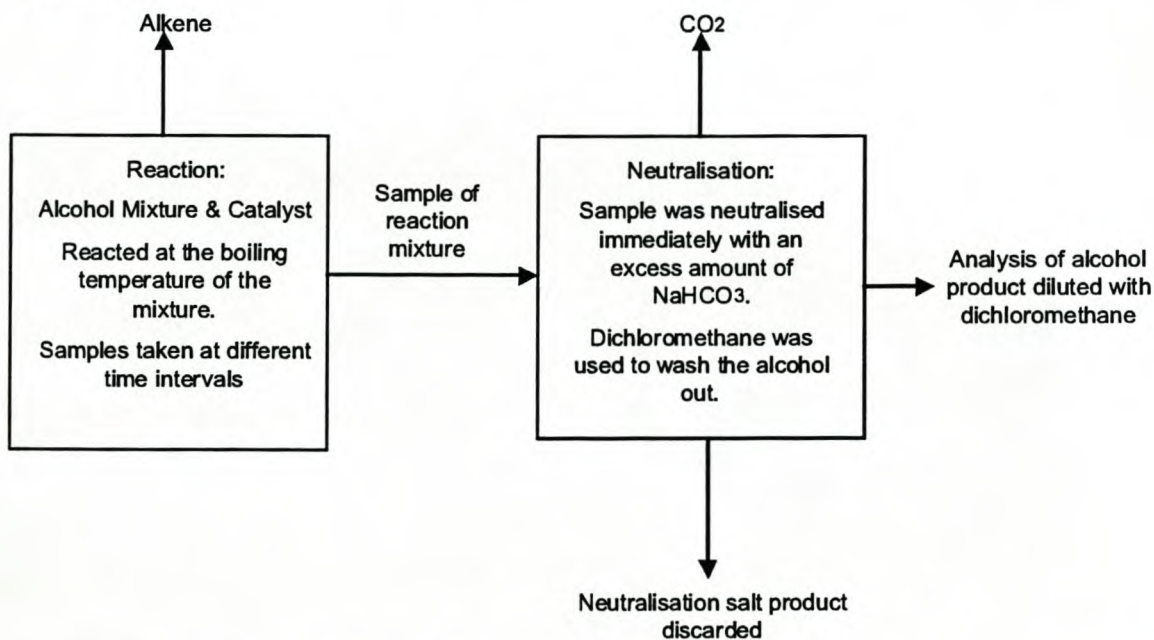 Alkene
CO2
Reaction:
Alcohol Mixture & Catalyst
Reacted at the boiling
temperature of the
mixture.
Samples taken at different
time intervals
Sample of
reaction
mixture
Neutralisation:
Sample was neutralised
immediately with an
excess amount of
NaHCO3.
Dichloromethane was
used to wash the alcohol
out.
Analysis of alcohol
product diluted with
dichloromethane
Neutralisation salt product
discarded